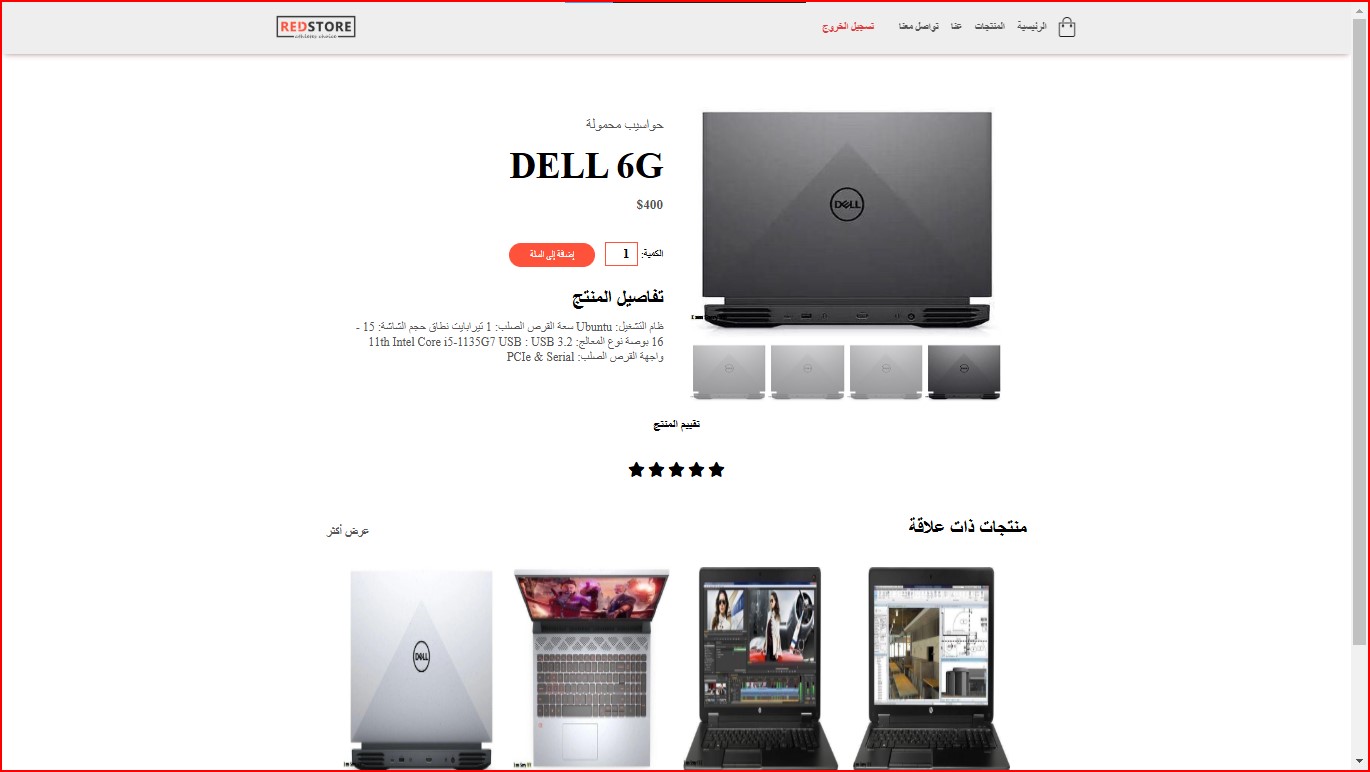 REDSTORE
athletes choice
الرئيسية
المنتجات
عنا
تواصل معنا
تسجيل الخروج
حواسيب محمولة
DELL 6G
$400
الكمية:
1
إضافة إلى السلة
تفاصيل المنتج
ظام التشغيل: Ubuntu سعة القرص الصلب: 1 تيرابايت نطاق حجم الشاشة: 15 -
16 بوصة نوع المعالج: 11th Intel Core i5-1135G7 USB : USB 3.2
واجهة القرص الصلب: PCIe & Serial
DELL
تقييم المنتج
منتجات ذات علاقة
عرض أكثر
DELL